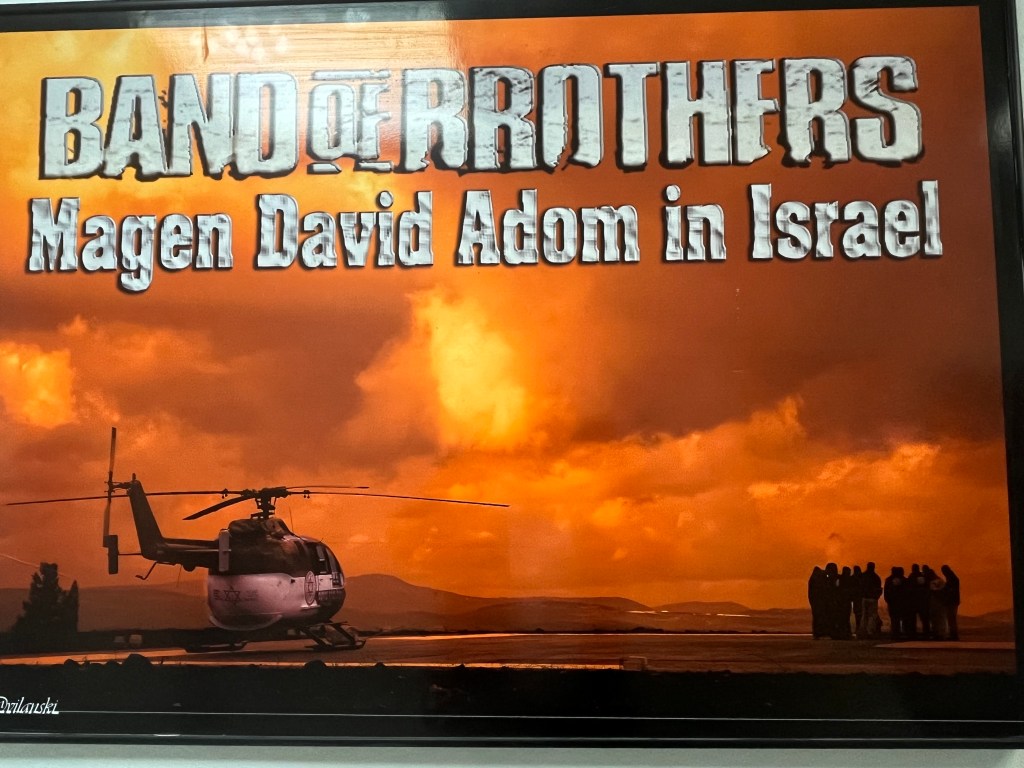 BAND OF BROTHERS
Magen David Adom in Israel